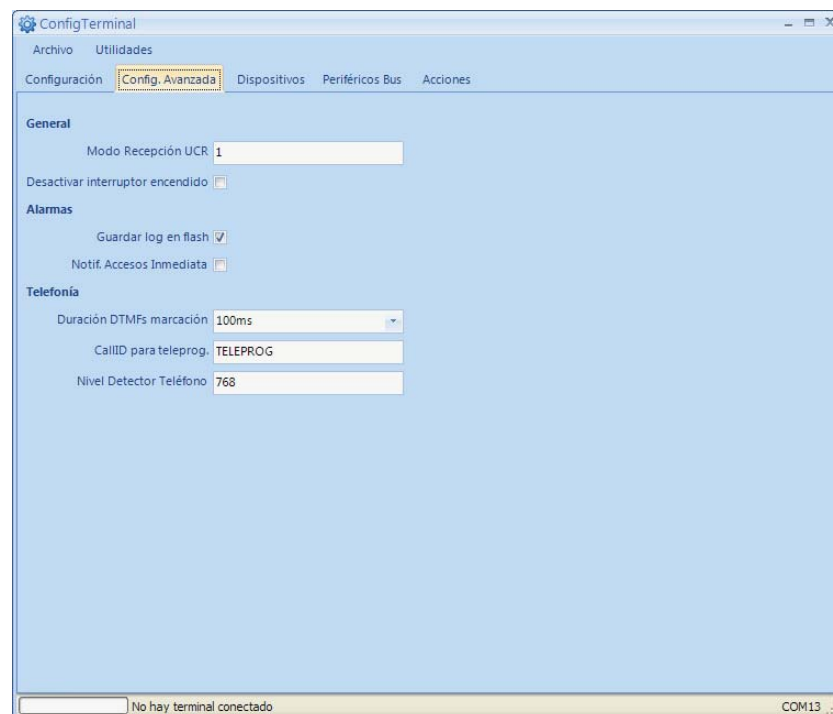 ConfigTerminal
Archivo Utilidades
Configuración Config. Avanzada Dispositivos Periféricos Bus Acciones
General
Modo Recepción UCR 1
Desactivar interruptor encendido
Alarmas
Guardar log en flash
Notif. Accesos Inmediata
Telefonía
Duración DTMFs marcación 100ms
CallID para teleprog. TELEPROG
Nivel Detector Teléfono 768
No hay terminal conectado COM13